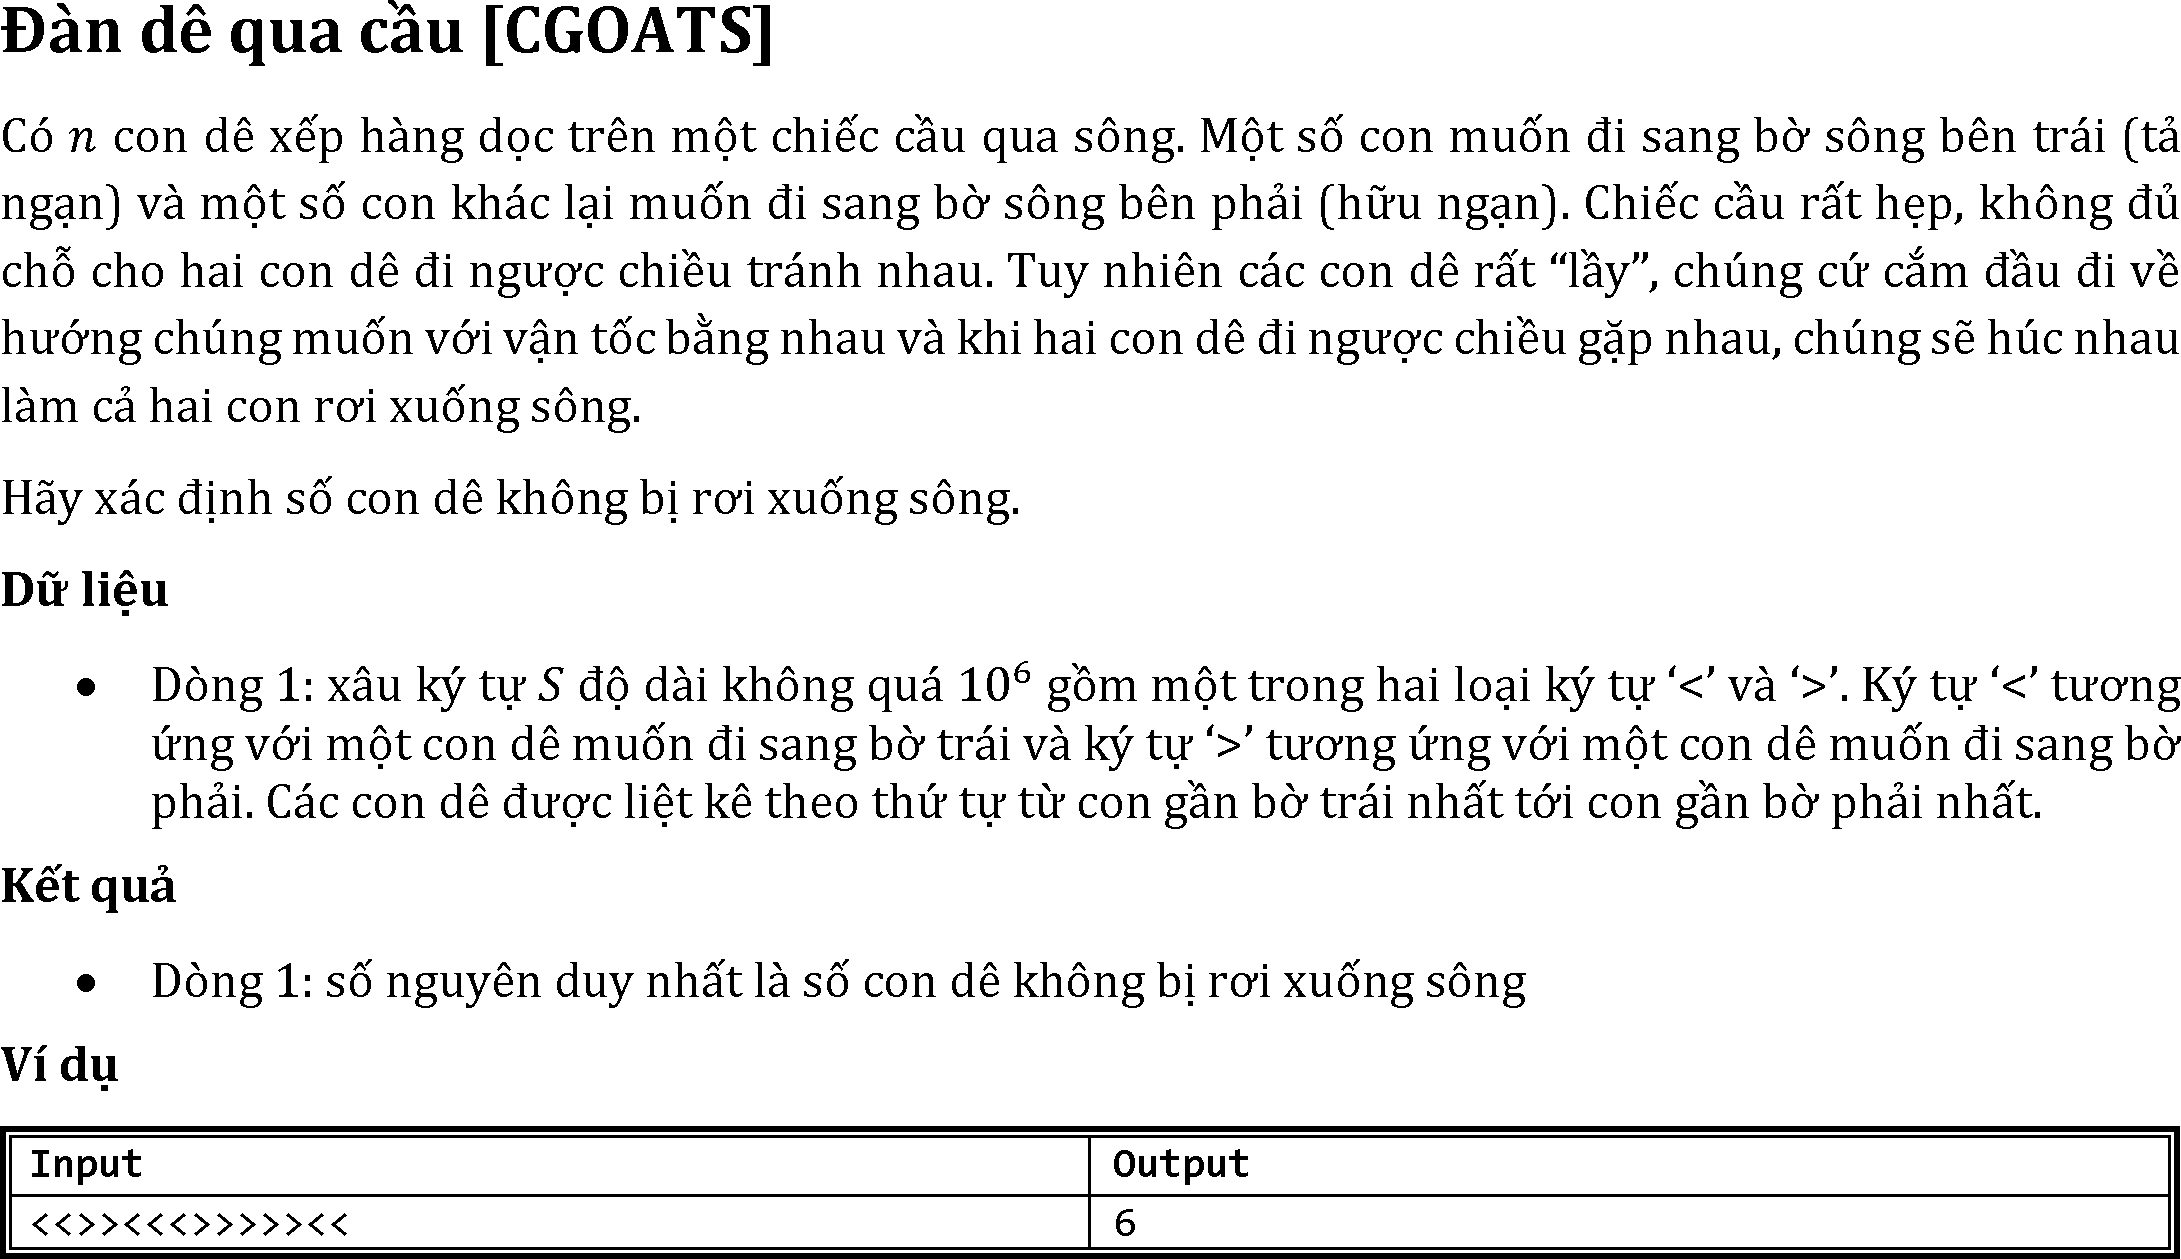 Đàn dê qua cầu [CGOATS]
Có n con dê xếp hàng dọc trên một chiếc cầu qua sông. Một số con muốn đi sang bờ sông bên trái (tả
ngạn) và một số con khác lại muốn đi sang bờ sông bên phải (hữu ngạn). Chiếc cầu rất hẹp, không đủ
chỗ cho hai con dê đi ngược chiều tránh nhau. Tuy nhiên các con dê rất “lầy”, chúng cứ cắm đầu đi về
hướng chúng muốn với vận tốc bằng nhau và khi hai con dê đi ngược chiều gặp nhau, chúng sẽ húc nhau
làm cả hai con rơi xuống sông.
Hãy xác định số con dê không bị rơi xuống sông.
Dữ liệu
• Dòng 1: xâu ký tự S độ dài không quá 10⁶ gồm một trong hai loại ký tự ‘<’ và ‘>’. Ký tự ‘<’ tương
ứng với một con dê muốn đi sang bờ trái và ký tự ‘>’ tương ứng với một con dê muốn đi sang bờ
phải. Các con dê được liệt kê theo thứ tự từ con gần bờ trái nhất tới con gần bờ phải nhất.
Kết quả
• Dòng 1: số nguyên duy nhất là số con dê không bị rơi xuống sông
Ví dụ
Input Output
<<>><<<>>>>><< 6